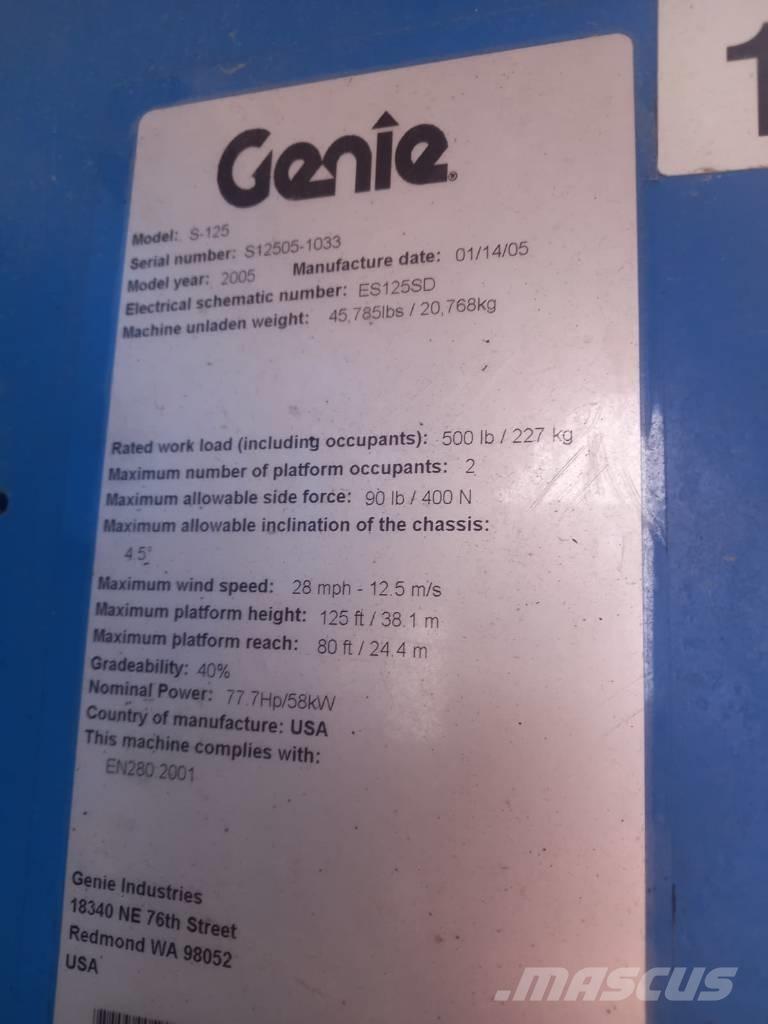 1
Genie®
Model: S-125
Serial number: S12505-1033
Model year: 2005 Manufacture date: 01/14/05
Electrical schematic number: ES125SD
Machine unladen weight: 45,785lbs / 20,768kg
Rated work load (including occupants): 500 lb / 227 kg
Maximum number of platform occupants: 2
Maximum allowable side force: 90 lb / 400 N
Maximum allowable inclination of the chassis:
4.5°
Maximum wind speed: 28 mph - 12.5 m/s
Maximum platform height: 125 ft / 38.1 m
Maximum platform reach: 80 ft / 24.4 m
Gradeability: 40%
Nominal Power: 77.7Hp/58kW
Country of manufacture: USA
This machine complies with:
EN280:2001
Genie Industries
18340 NE 76th Street
Redmond WA 98052
USA
.MASCUS